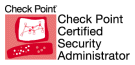 Check Point
Check Point
Certified
Security
Administrator